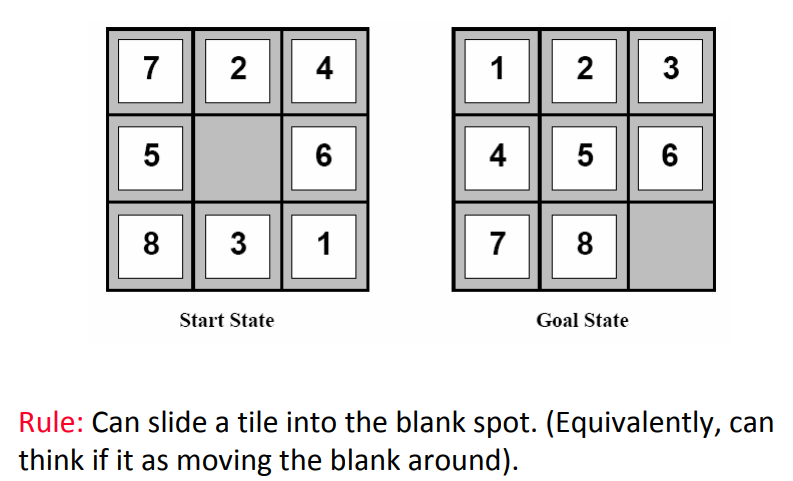 7 2 4 1 2 3
5 6 4 5 6
8 3 1 7 8
Start State Goal State
Rule: Can slide a tile into the blank spot. (Equivalently, can
think if it as moving the blank around).